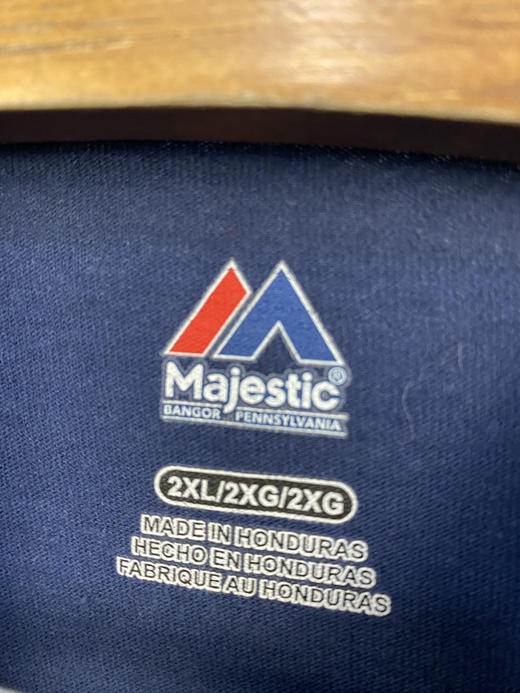 Majestic®
BANGOR PENNSYLVANIA
2XL/2XG/2XG
MADE IN HONDURAS
HECHO EN HONDURAS
FABRIQUE AU HONDURAS